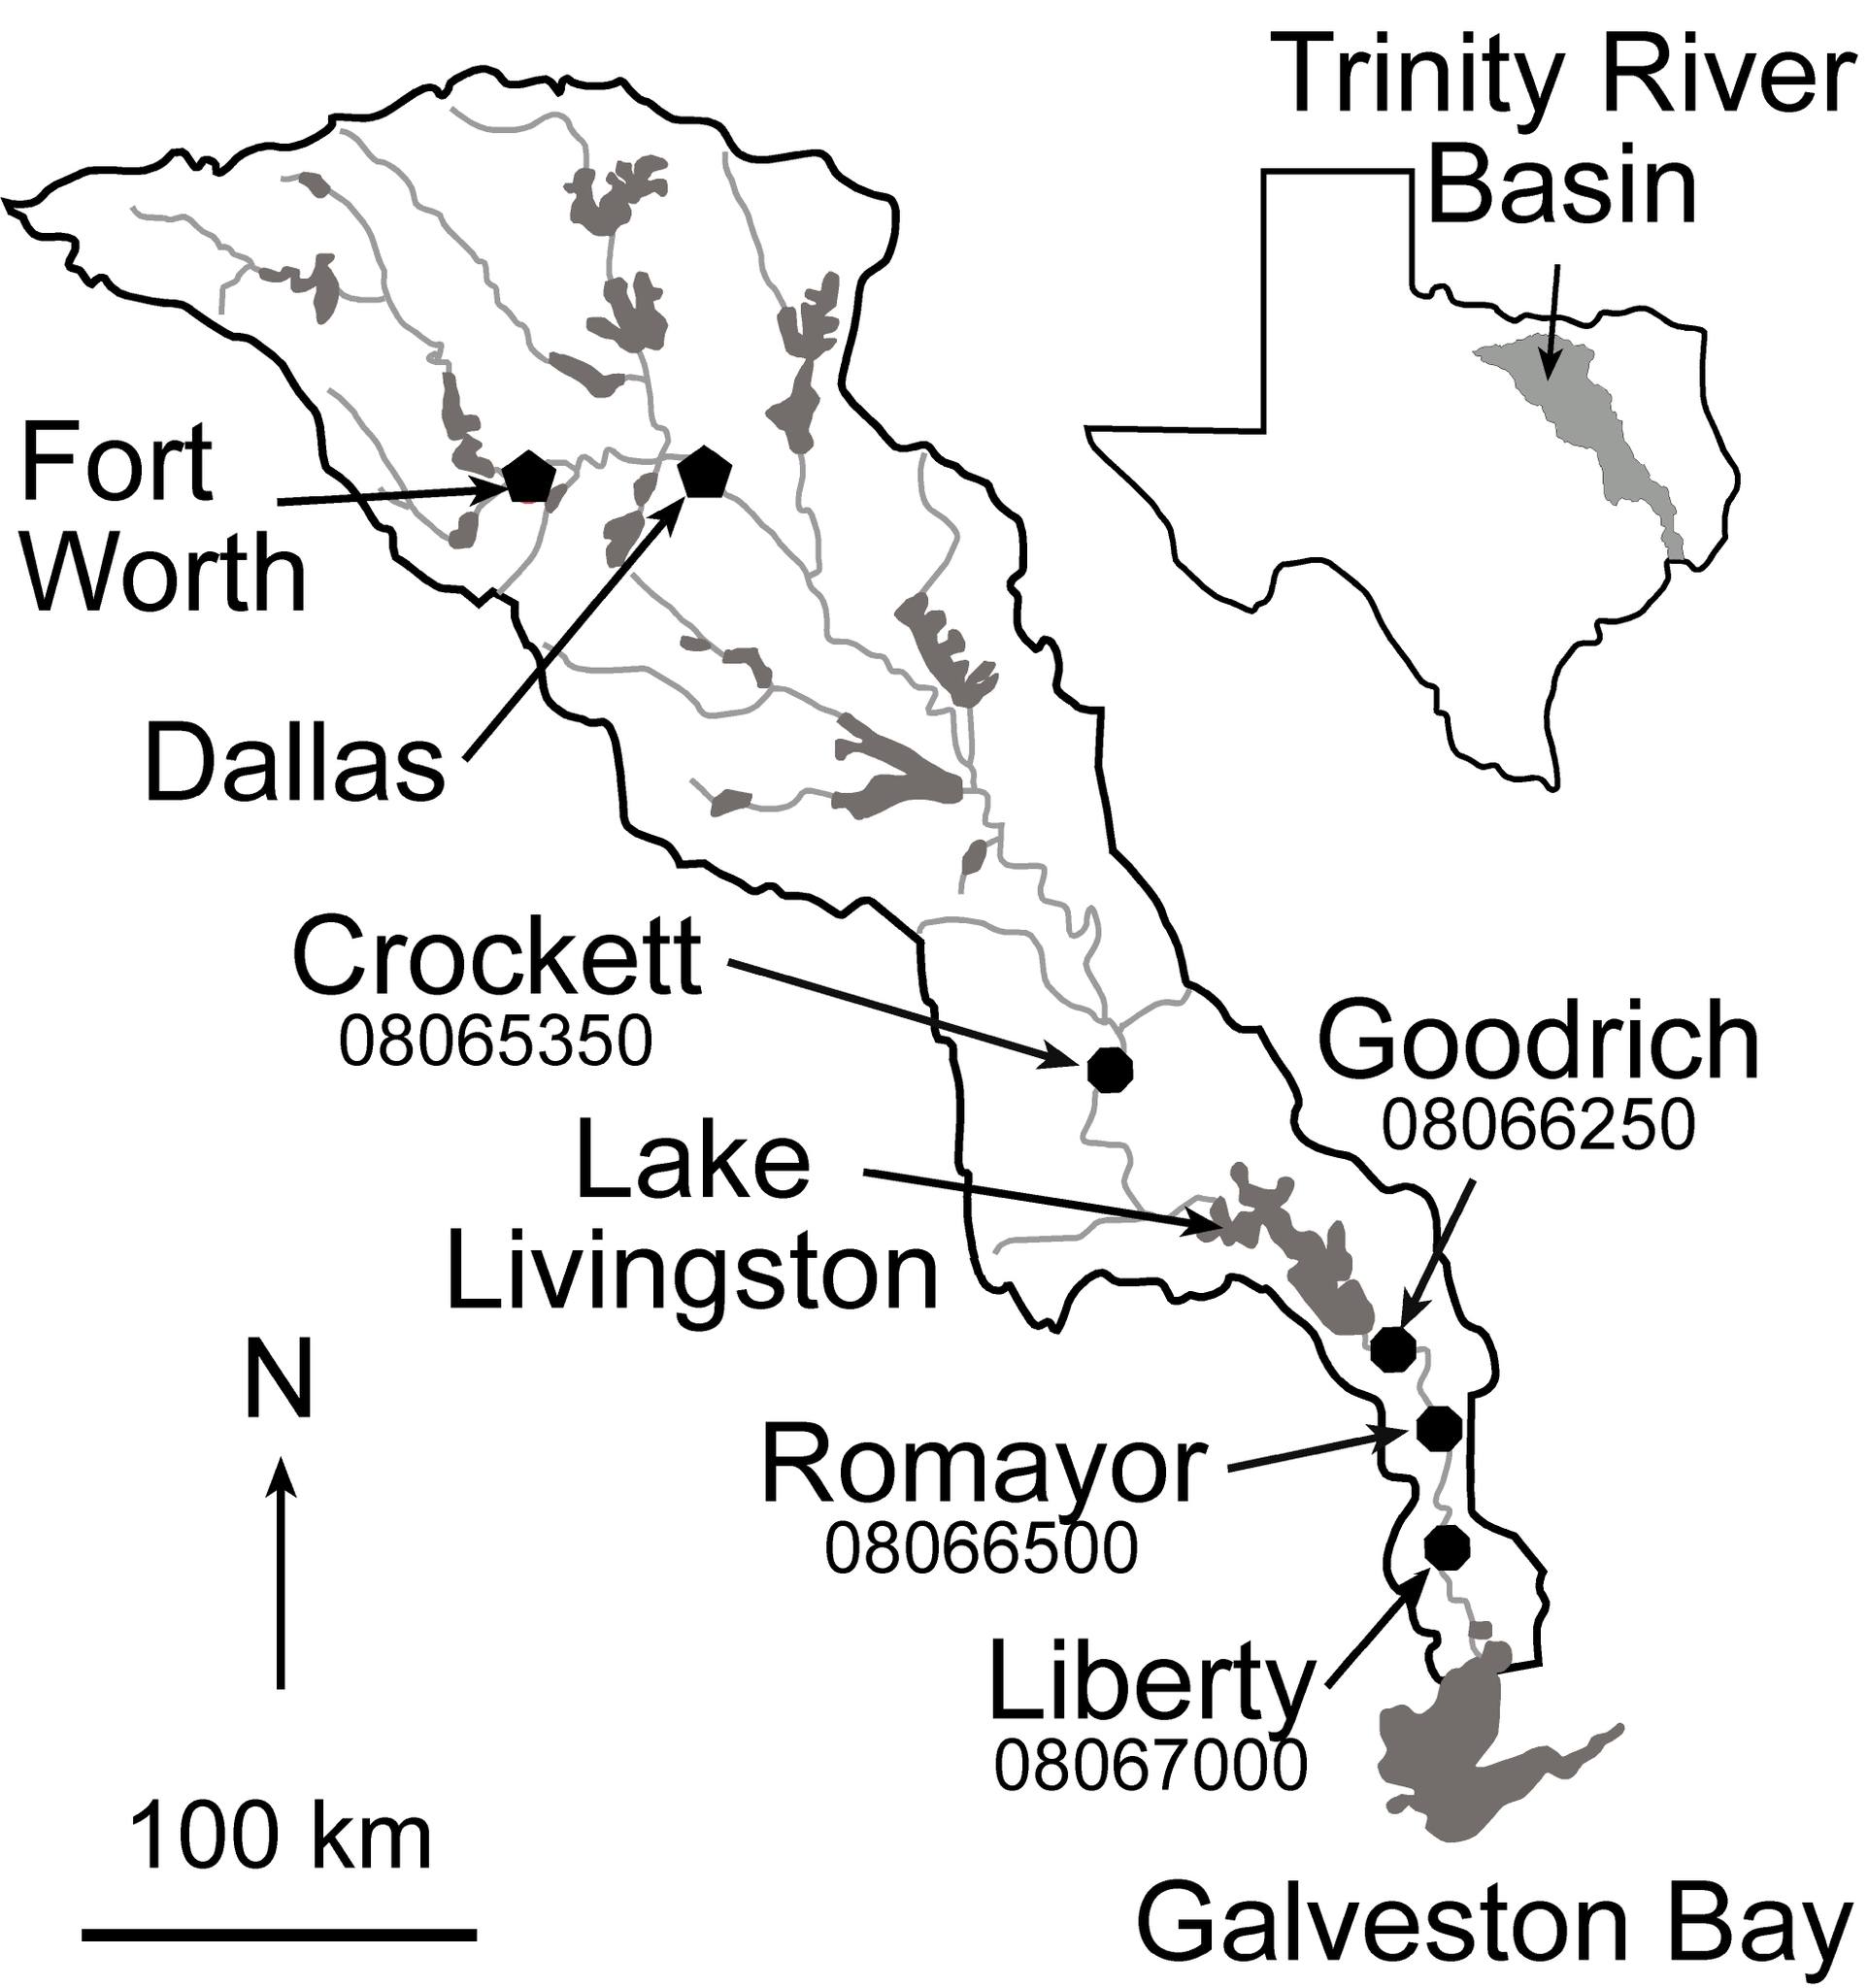 Trinity River
Basin
Fort
Worth
Dallas
Crockett
08065350
Goodrich
08066250
Lake
Livingston
N
Romayor
08066500
Liberty
08067000
100 km
Galveston Bay